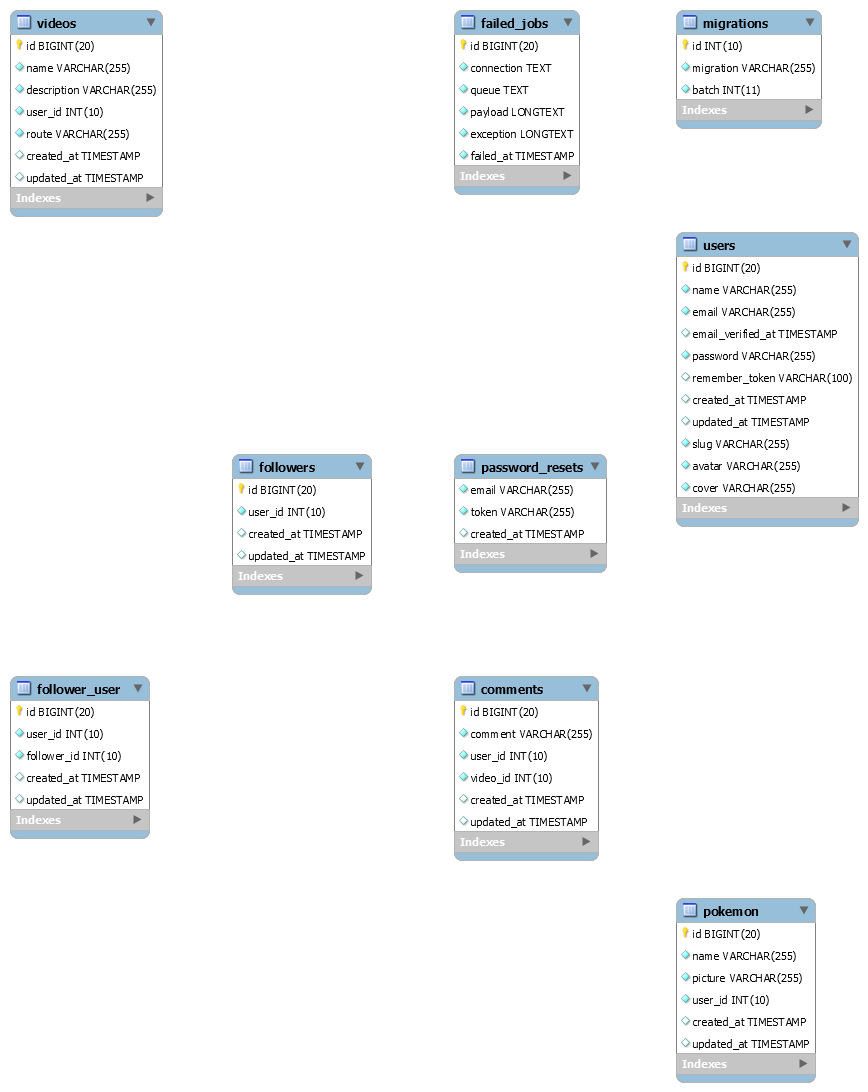 videos
id BIGINT(20)
name VARCHAR(255)
description VARCHAR(255)
user_id INT(10)
route VARCHAR(255)
created_at TIMESTAMP
updated_at TIMESTAMP
Indexes
failed_jobs
id BIGINT(20)
connection TEXT
queue TEXT
payload LONGTEXT
exception LONGTEXT
failed_at TIMESTAMP
Indexes
migrations
id INT(10)
migration VARCHAR(255)
batch INT(11)
Indexes
users
id BIGINT(20)
name VARCHAR(255)
email VARCHAR(255)
email_verified_at TIMESTAMP
password VARCHAR(255)
remember_token VARCHAR(100)
created_at TIMESTAMP
updated_at TIMESTAMP
slug VARCHAR(255)
avatar VARCHAR(255)
cover VARCHAR(255)
Indexes
followers
id BIGINT(20)
user_id INT(10)
created_at TIMESTAMP
updated_at TIMESTAMP
Indexes
password_resets
email VARCHAR(255)
token VARCHAR(255)
created_at TIMESTAMP
Indexes
follower_user
id BIGINT(20)
user_id INT(10)
follower_id INT(10)
created_at TIMESTAMP
updated_at TIMESTAMP
Indexes
comments
id BIGINT(20)
comment VARCHAR(255)
user_id INT(10)
video_id INT(10)
created_at TIMESTAMP
updated_at TIMESTAMP
Indexes
pokemon
id BIGINT(20)
name VARCHAR(255)
picture VARCHAR(255)
user_id INT(10)
created_at TIMESTAMP
updated_at TIMESTAMP
Indexes